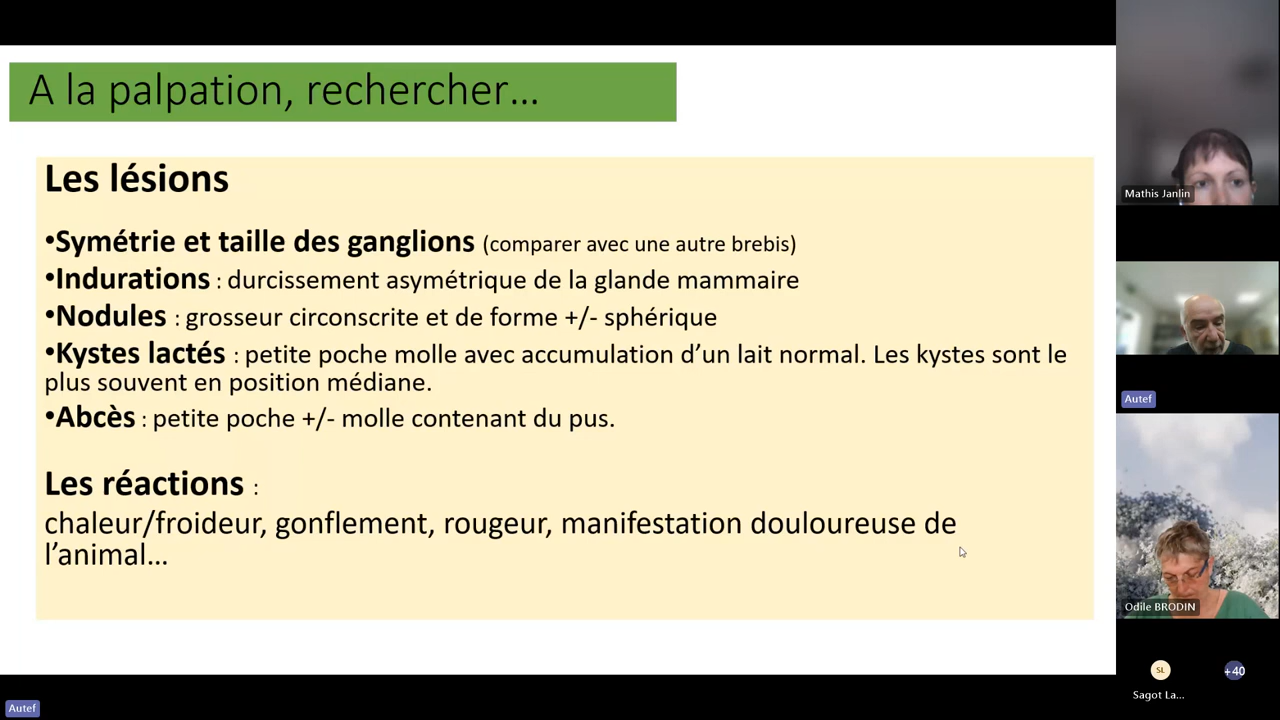 A la palpation, rechercher...
Les lésions
•Symétrie et taille des ganglions (comparer avec une autre brebis)
•Indurations : durcissement asymétrique de la glande mammaire
•Nodules : grosseur circonscrite et de forme +/- sphérique
•Kystes lactés : petite poche molle avec accumulation d’un lait normal. Les kystes sont le
plus souvent en position médiane.
•Abcès : petite poche +/- molle contenant du pus.
Les réactions :
chaleur/froideur, gonflement, rougeur, manifestation douloureuse de
l’animal...
Mathis Janlin
Autef
Odile BRODIN
SL
+40
Sagot La...
Autef